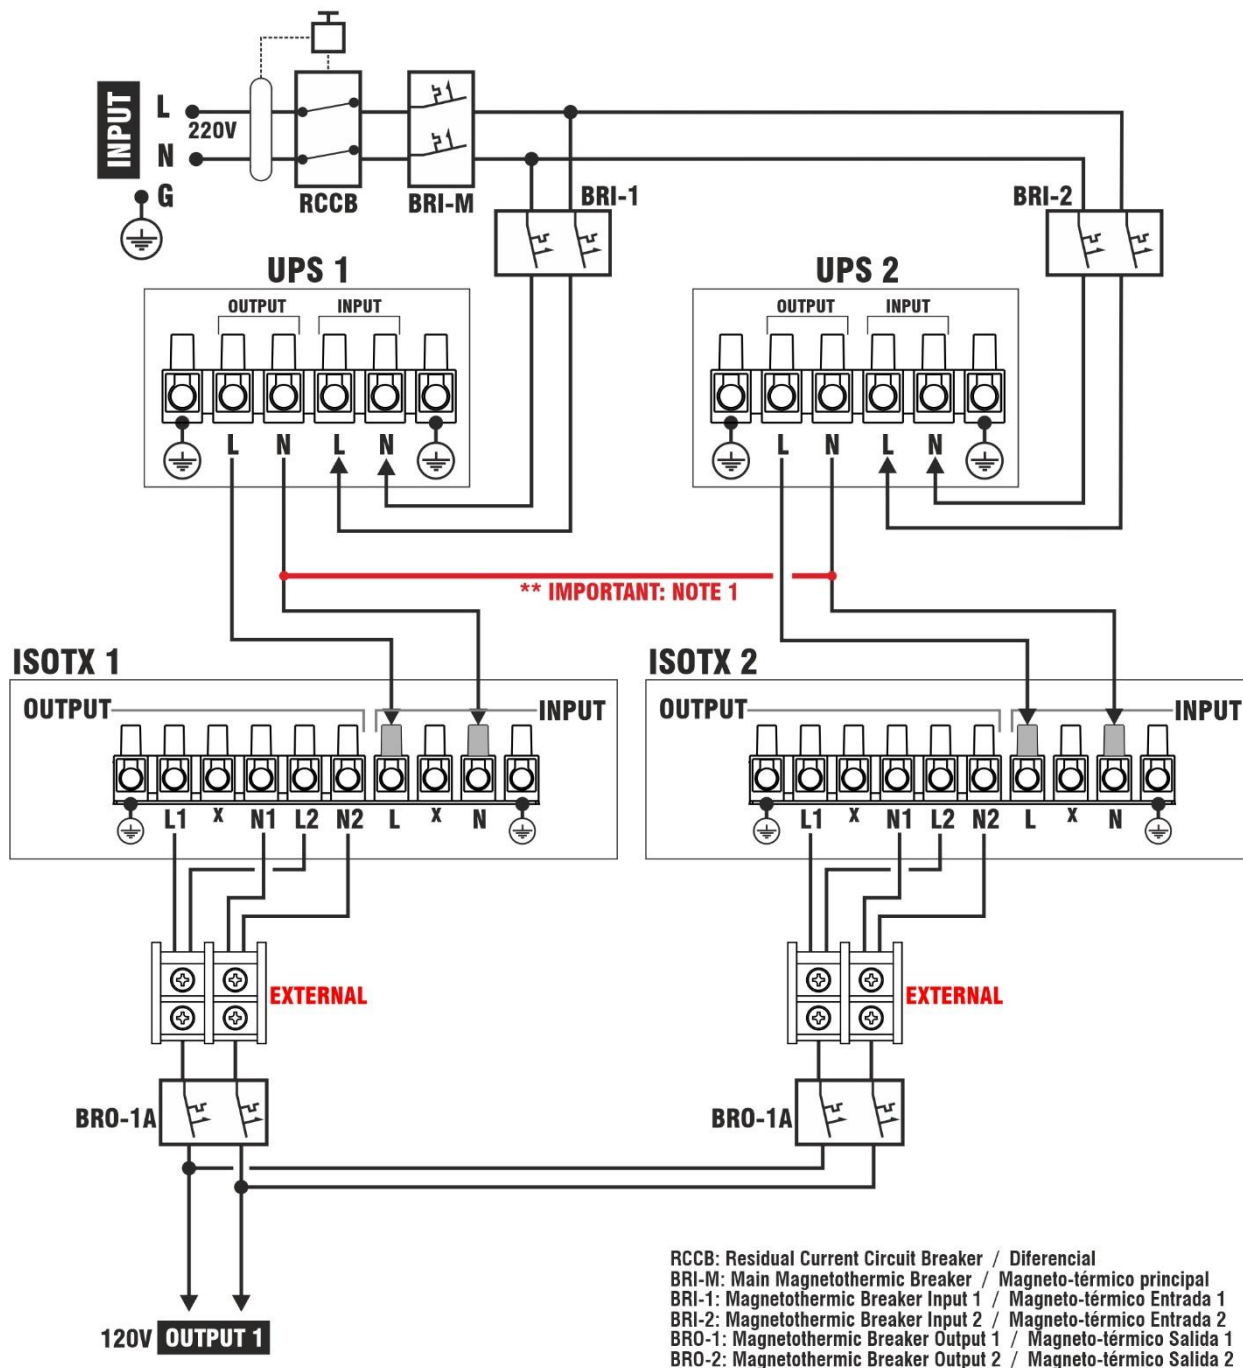 INPUT
L
220V
N
G
RCCB
BRI-M
BRI-1
BRI-2
UPS 1
UPS 2
OUTPUT INPUT
OUTPUT INPUT
L N L N
L N L N
** IMPORTANT: NOTE 1
ISOTX 1
ISOTX 2
OUTPUT INPUT
OUTPUT INPUT
L1 x N1 L2 N2 L x N
L1 x N1 L2 N2 L x N
EXTERNAL
EXTERNAL
BRO-1A
BRO-1A
120V OUTPUT 1
RCCB: Residual Current Circuit Breaker / Diferencial
BRI-M: Main Magnetothermic Breaker / Magneto-térmico principal
BRI-1: Magnetothermic Breaker Input 1 / Magneto-térmico Entrada 1
BRI-2: Magnetothermic Breaker Input 2 / Magneto-térmico Entrada 2
BRO-1: Magnetothermic Breaker Output 1 / Magneto-térmico Salida 1
BRO-2: Magnetothermic Breaker Output 2 / Magneto-térmico Salida 2